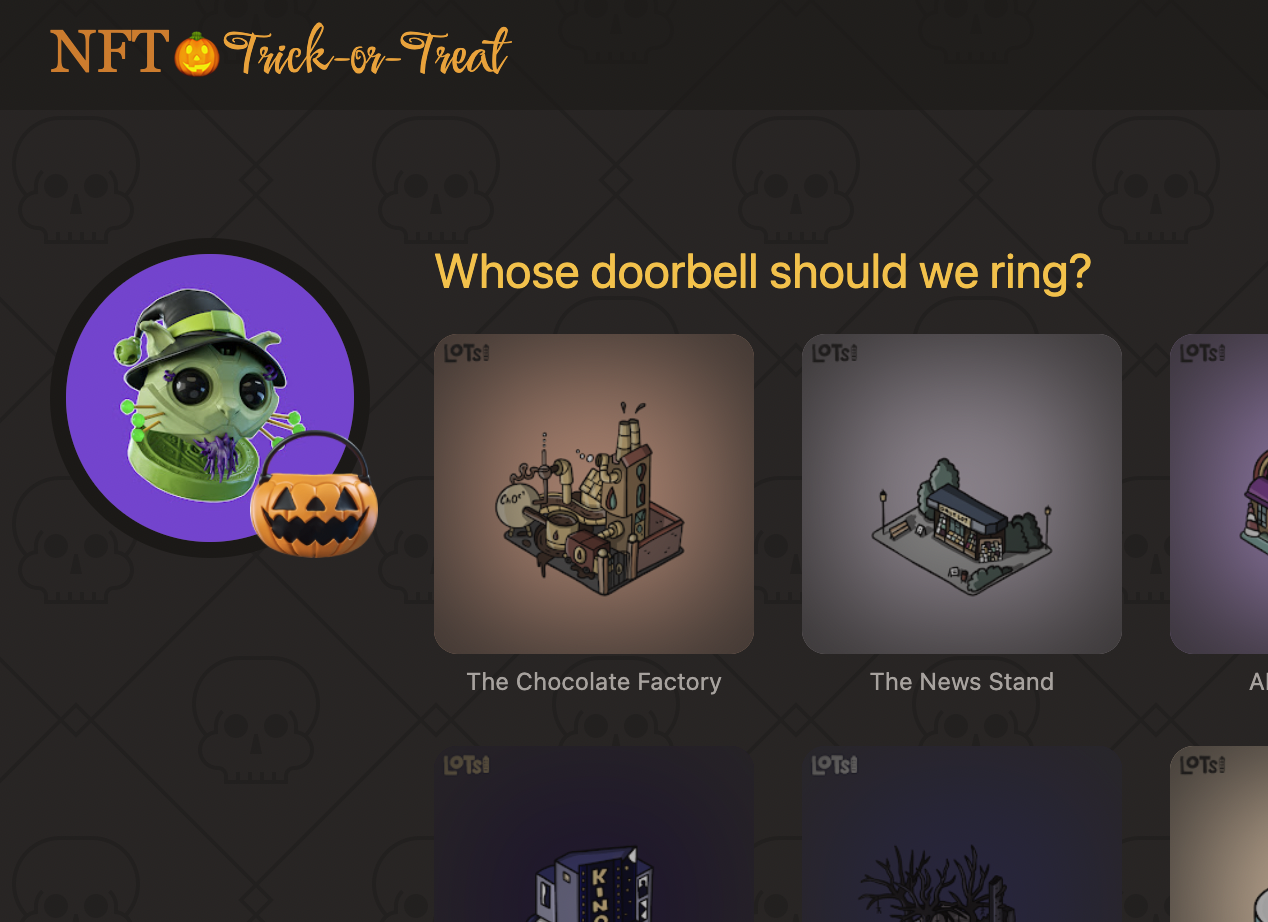 NFT🎃Trick-or-Treat
Whose doorbell should we ring?
LOTS
LOTS
LOTS
Choc
The Chocolate Factory
The News Stand
LOTS
LOTS
LOTS
KINO